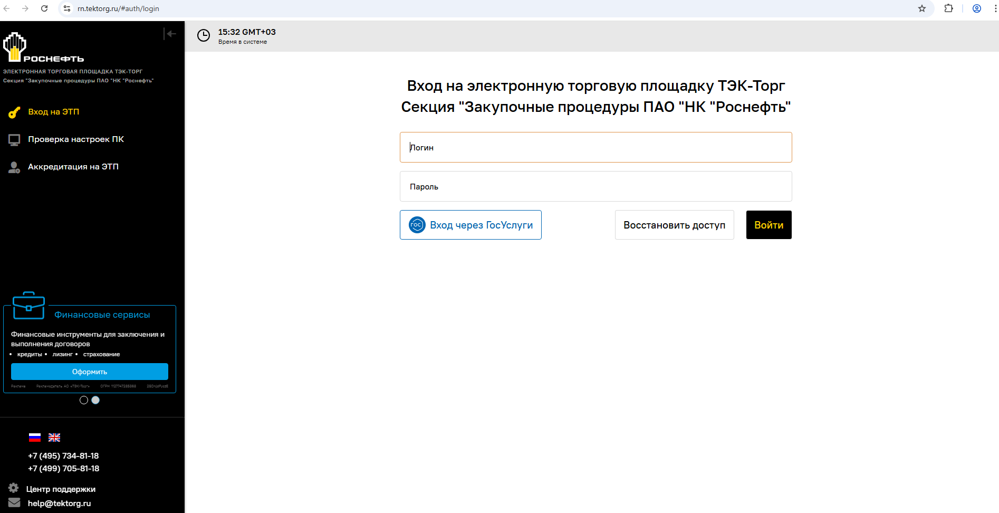 rn.tektorg.ru/#auth/login
РОСНЕФТЬ
ЭЛЕКТРОННАЯ ТОРГОВАЯ ПЛОЩАДКА ТЭК-ТОРГ
Секция "Закупочные процедуры ПАО "НК "Роснефть"
Вход на ЭТП
Проверка настроек ПК
Аккредитация на ЭТП
Финансовые сервисы
Финансовые инструменты для заключения и
выполнения договоров
• кредиты • лизинг • страхование
Оформить
Реклама Рекламодатель АО «ТЭК-Торг» ОГРН 1127747285368
+7 (495) 734-81-18
+7 (499) 705-81-18
Центр поддержки
help@tektorg.ru
15:32 GMT+03
Время в системе
Вход на электронную торговую площадку ТЭК-Торг
Секция "Закупочные процедуры ПАО "НК "Роснефть"
Логин
Пароль
гос Вход через ГосУслуги
Восстановить доступ
Войти